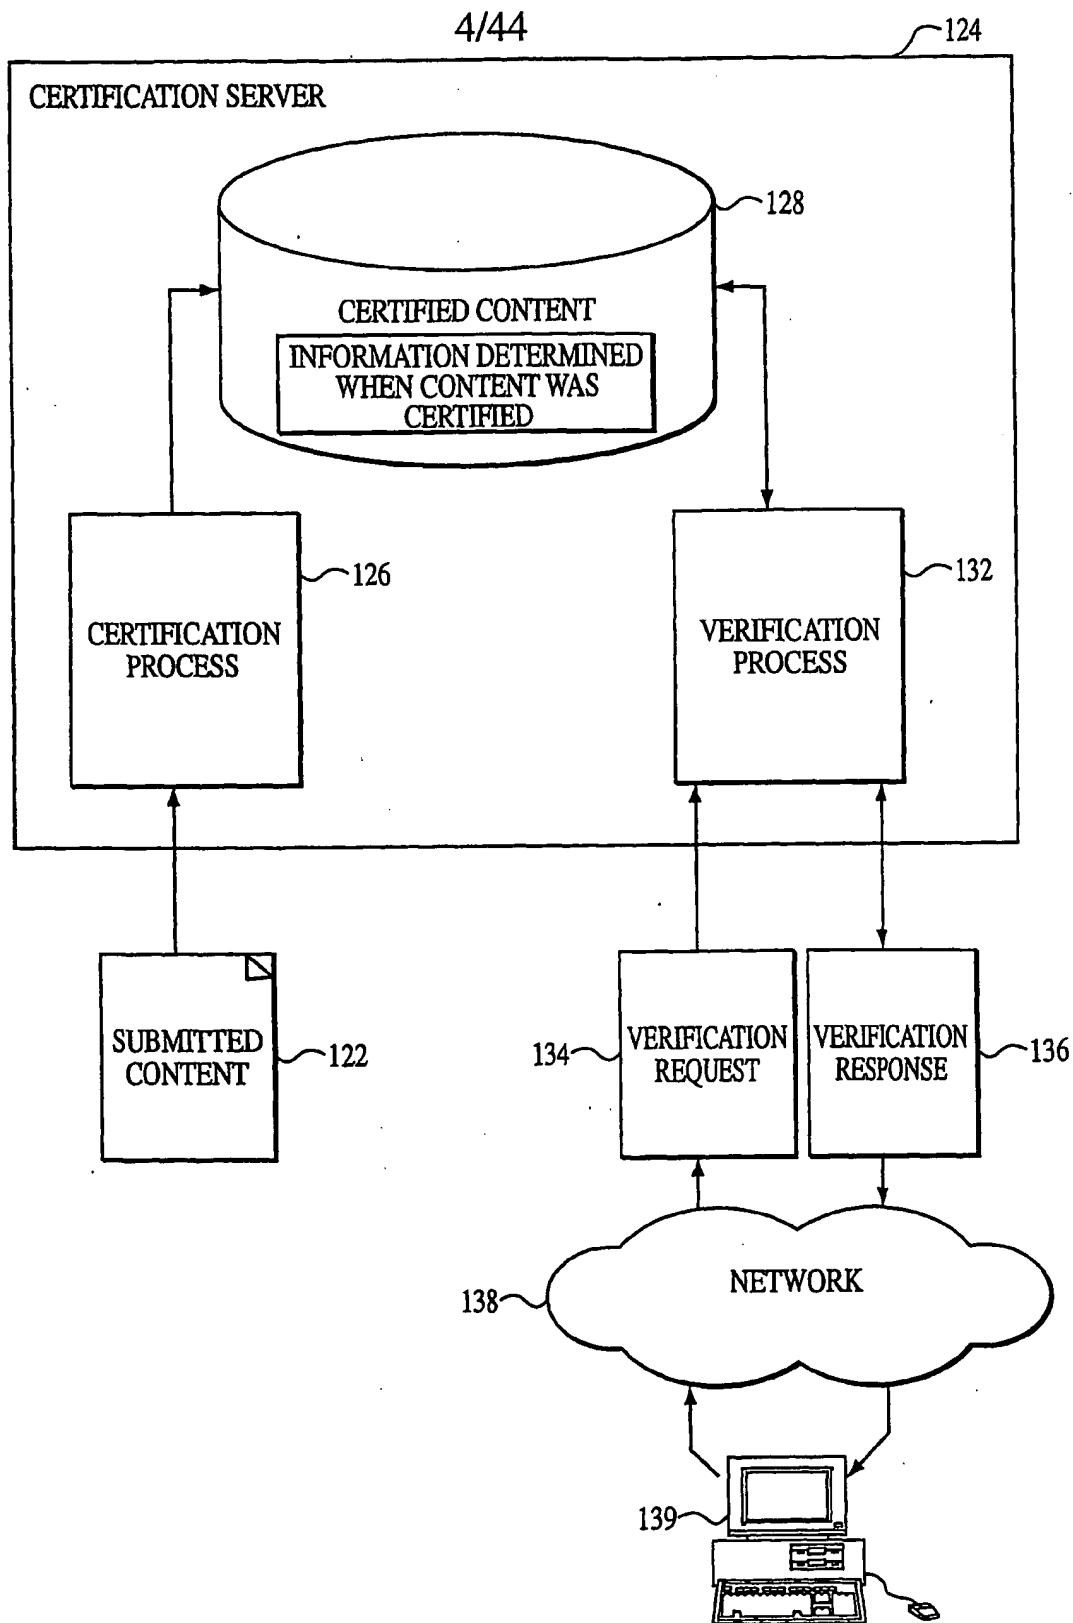 4/44
124
CERTIFICATION SERVER
128
CERTIFIED CONTENT
INFORMATION DETERMINED
WHEN CONTENT WAS
CERTIFIED
126
132
CERTIFICATION
PROCESS
VERIFICATION
PROCESS
SUBMITTED
CONTENT
122
134
VERIFICATION
REQUEST
VERIFICATION
RESPONSE
136
NETWORK
138
139